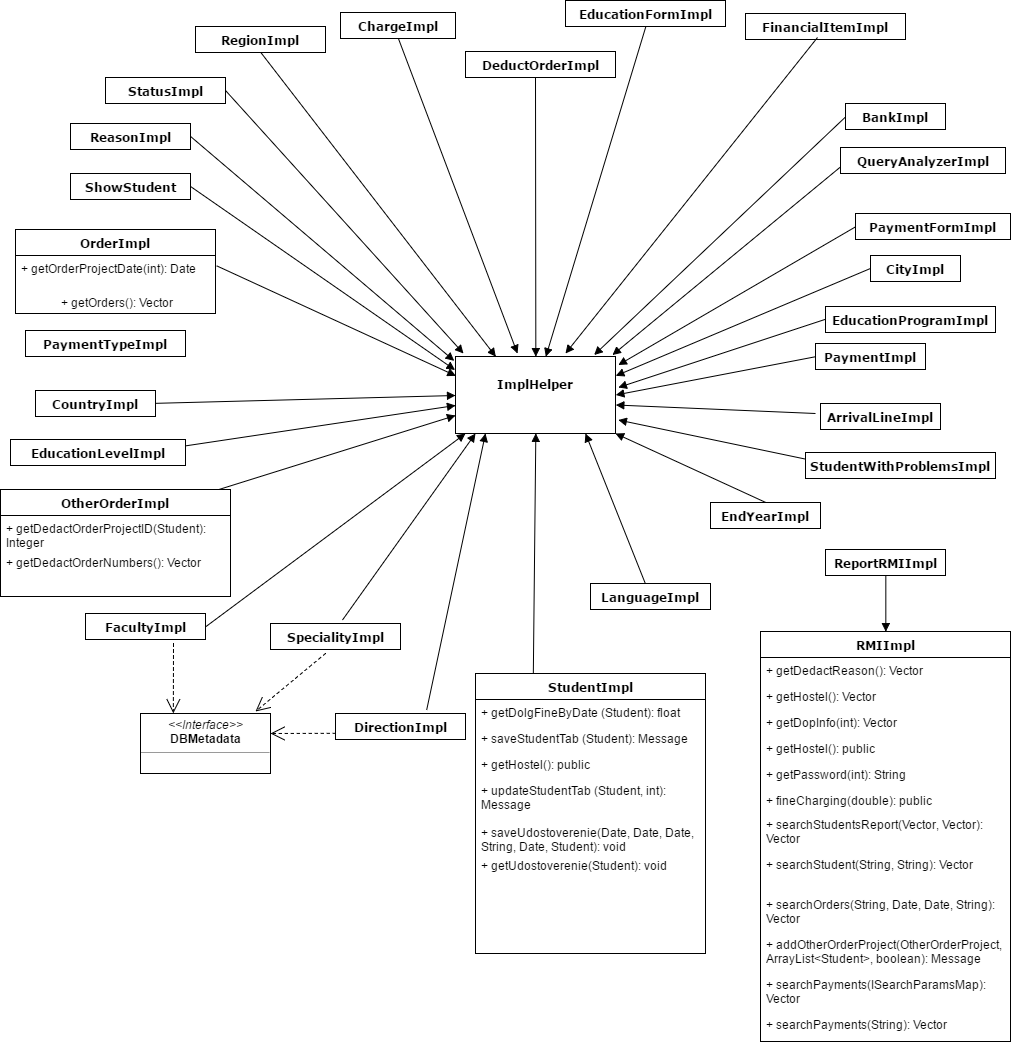 EducationFormImpl
ChargeImpl
FinancialItemImpl
RegionImpl
DeductOrderImpl
StatusImpl
BankImpl
ReasonImpl
QueryAnalyzerImpl
ShowStudent
PaymentFormImpl
OrderImpl
+ getOrderProjectDate(int): Date
+ getOrders(): Vector
CityImpl
EducationProgramImpl
PaymentTypeImpl
PaymentImpl
ImplHelper
CountryImpl
ArrivalLineImpl
EducationLevelImpl
StudentWithProblemsImpl
OtherOrderImpl
+ getDedactOrderProjectID(Student):
Integer
+ getDedactOrderNumbers(): Vector
EndYearImpl
ReportRMIImpl
LanguageImpl
FacultyImpl
SpecialityImpl
<<Interface>>
DBMetadata
DirectionImpl
StudentImpl
+ getDolgFineByDate (Student): float
+ saveStudentTab (Student): Message
+ getHostel(): public
+ updateStudentTab (Student, int):
Message
+ saveUdostoverenie(Date, Date, Date,
String, Date, Student): void
+ getUdostoverenie(Student): void
RMIImpl
+ getDedactReason(): Vector
+ getHostel(): Vector
+ getDopInfo(int): Vector
+ getHostel(): public
+ getPassword(int): String
+ fineCharging(double): public
+ searchStudentsReport(Vector, Vector):
Vector
+ searchStudent(String, String): Vector
+ searchOrders(String, Date, Date, String):
Vector
+ addOtherOrderProject(OtherOrderProject,
ArrayList<Student>, boolean): Message
+ searchPayments(ISearchParamsMap):
Vector
+ searchPayments(String): Vector